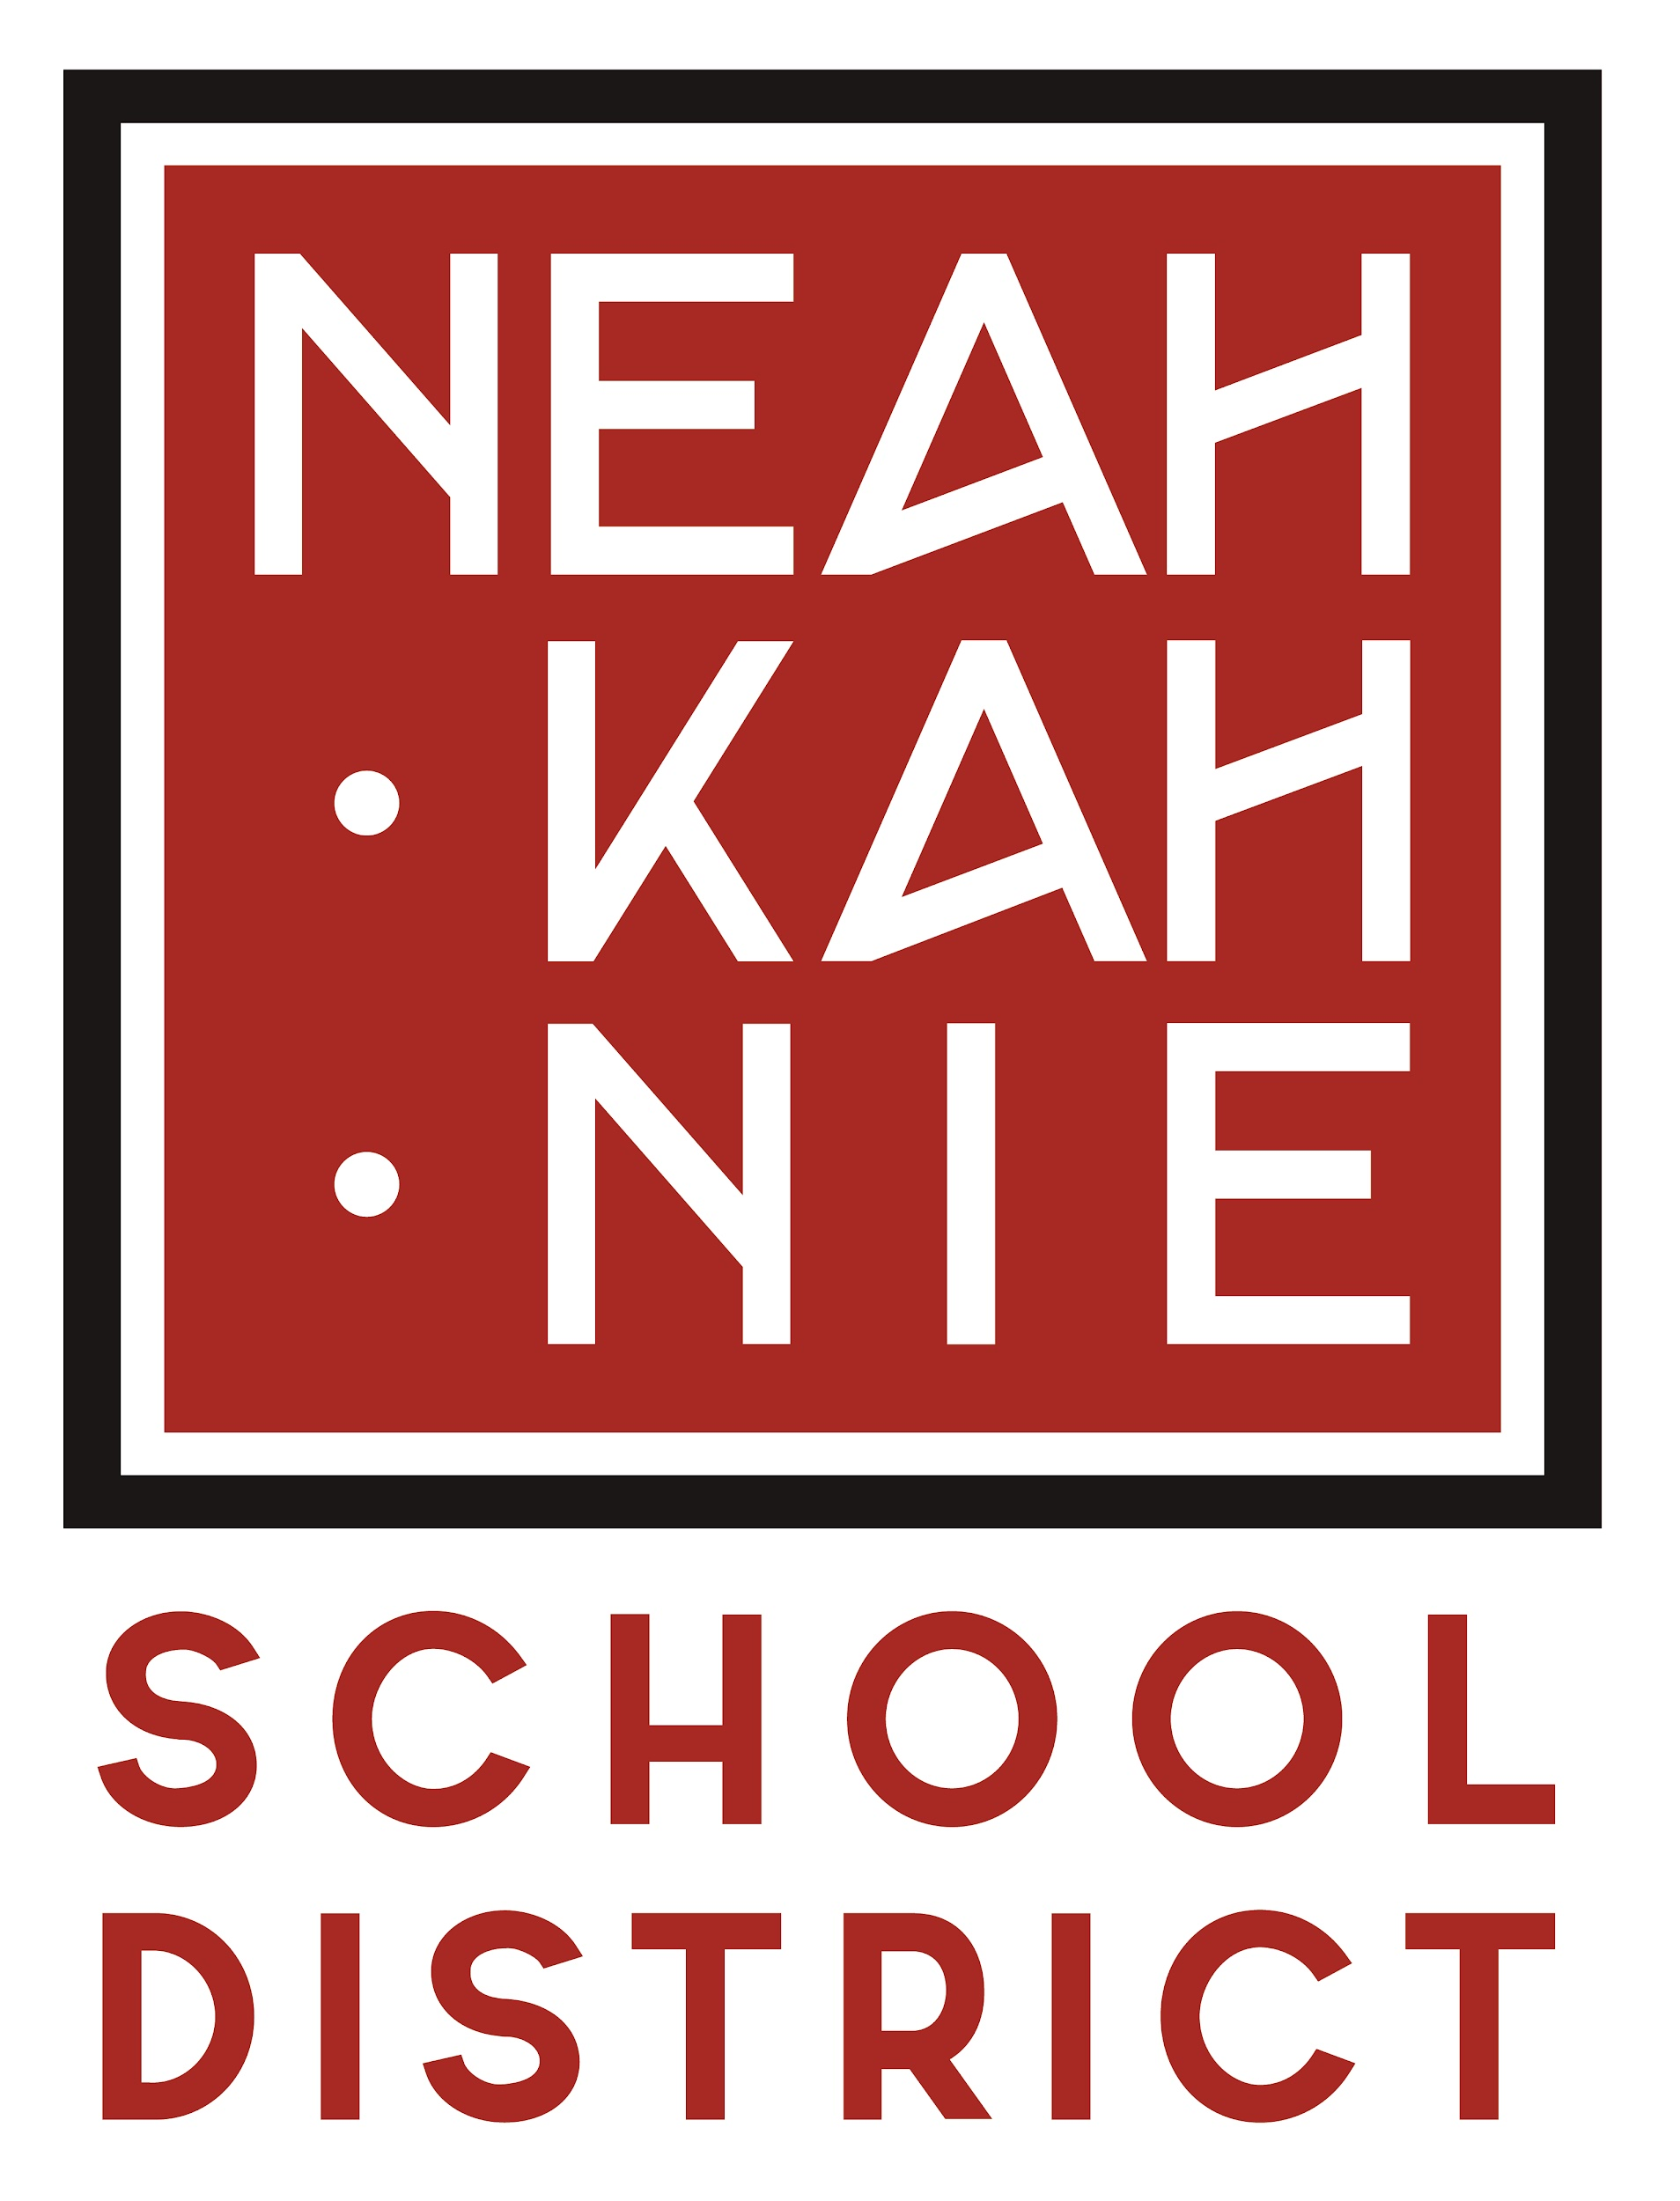 NEAH
· KAH
· NIE
SCHOOL
DISTRICT